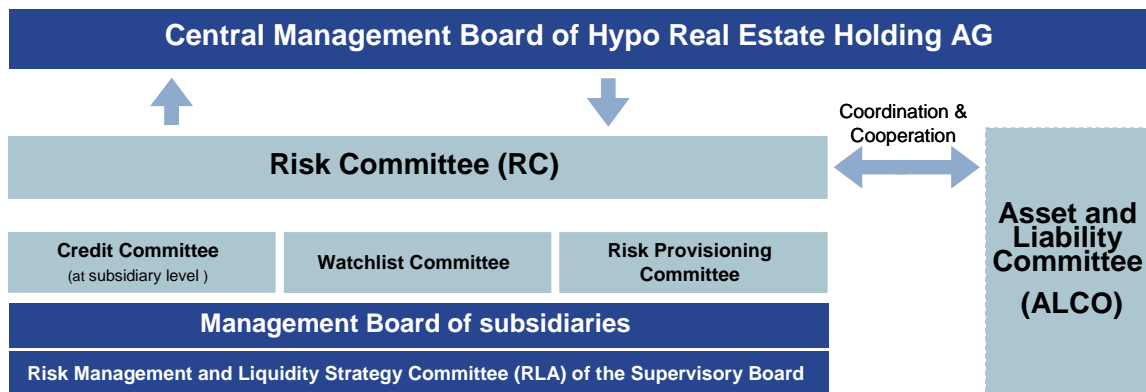 Central Management Board of Hypo Real Estate Holding AG
Coordination &
Cooperation
Risk Committee (RC)
Asset and
Liability
Committee
(ALCO)
Credit Committee
(at subsidiary level )
Watchlist Committee
Risk Provisioning
Committee
Management Board of subsidiaries
Risk Management and Liquidity Strategy Committee (RLA) of the Supervisory Board